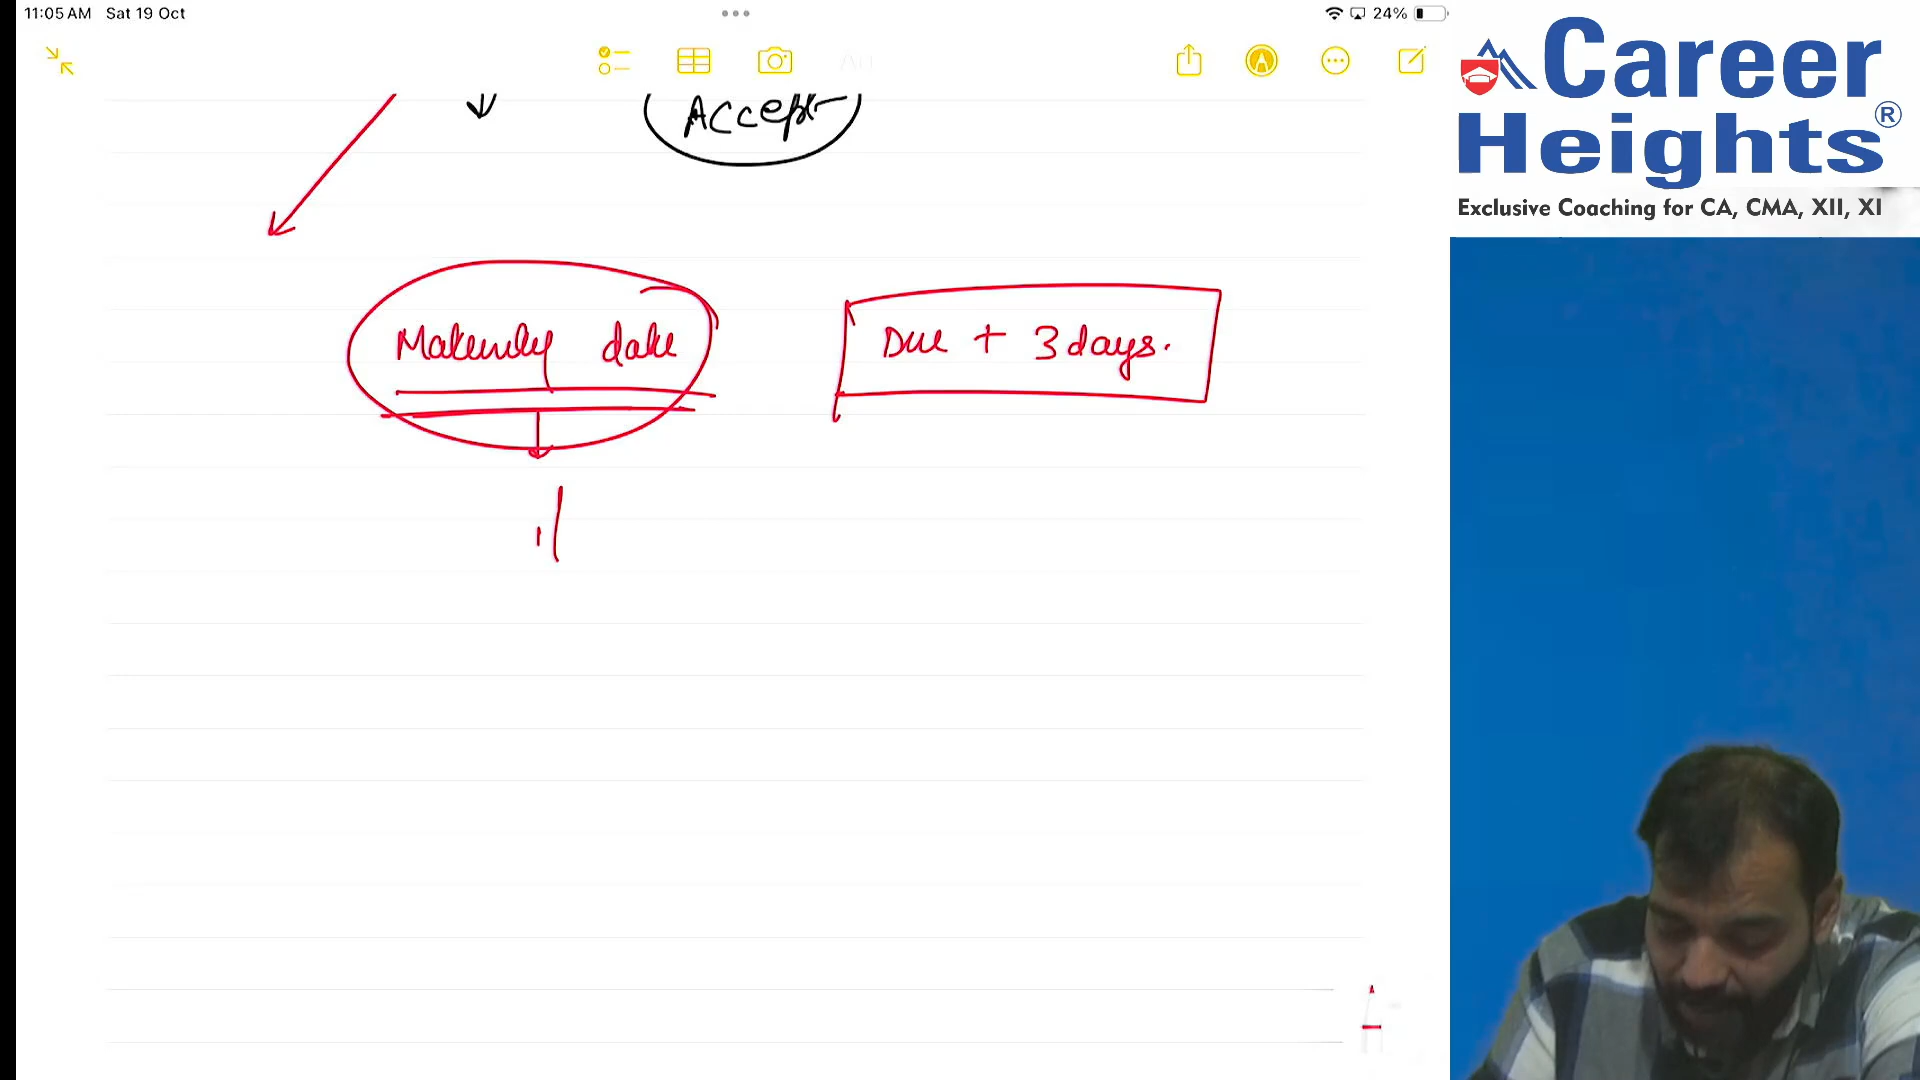 11:05 AM Sat 19 Oct
24%
Career
Heights®
Exclusive Coaching for CA, CMA, XII, XI
Accept
Maturity date
Due + 3 days.